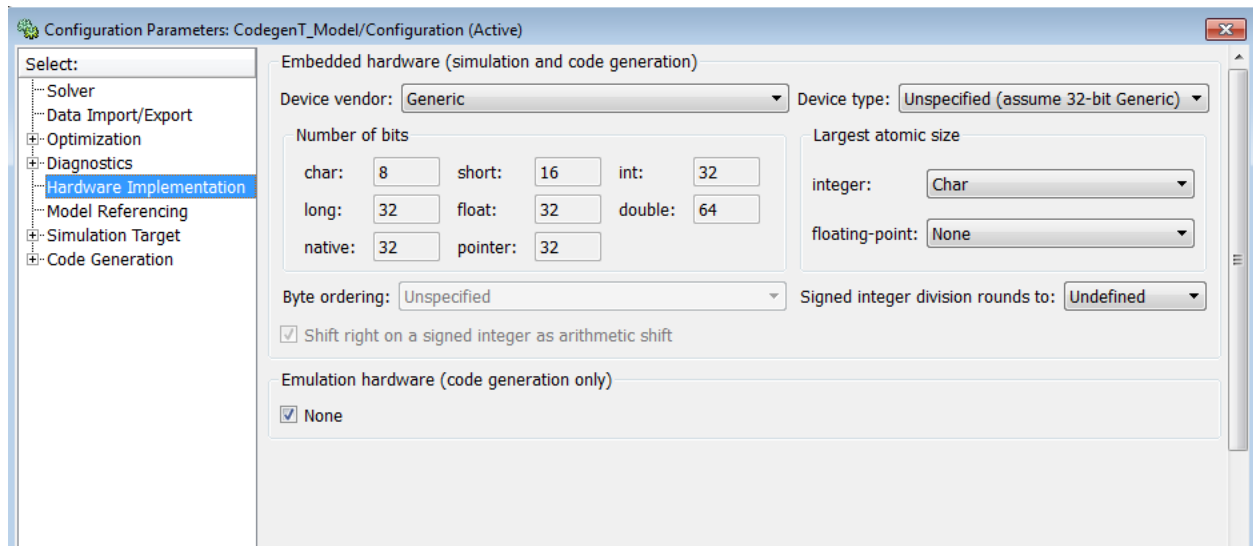 Configuration Parameters: CodegenT_Model/Configuration (Active)
Select:
Solver
Data Import/Export
Optimization
Diagnostics
Hardware Implementation
Model Referencing
Simulation Target
Code Generation
Embedded hardware (simulation and code generation)
Device vendor: Generic Device type: Unspecified (assume 32-bit Generic)
Number of bits Largest atomic size
char: 8 short: 16 int: 32
integer: Char
long: 32 float: 32 double: 64
floating-point: None
native: 32 pointer: 32
Byte ordering: Unspecified Signed integer division rounds to: Undefined
Shift right on a signed integer as arithmetic shift
Emulation hardware (code generation only)
None